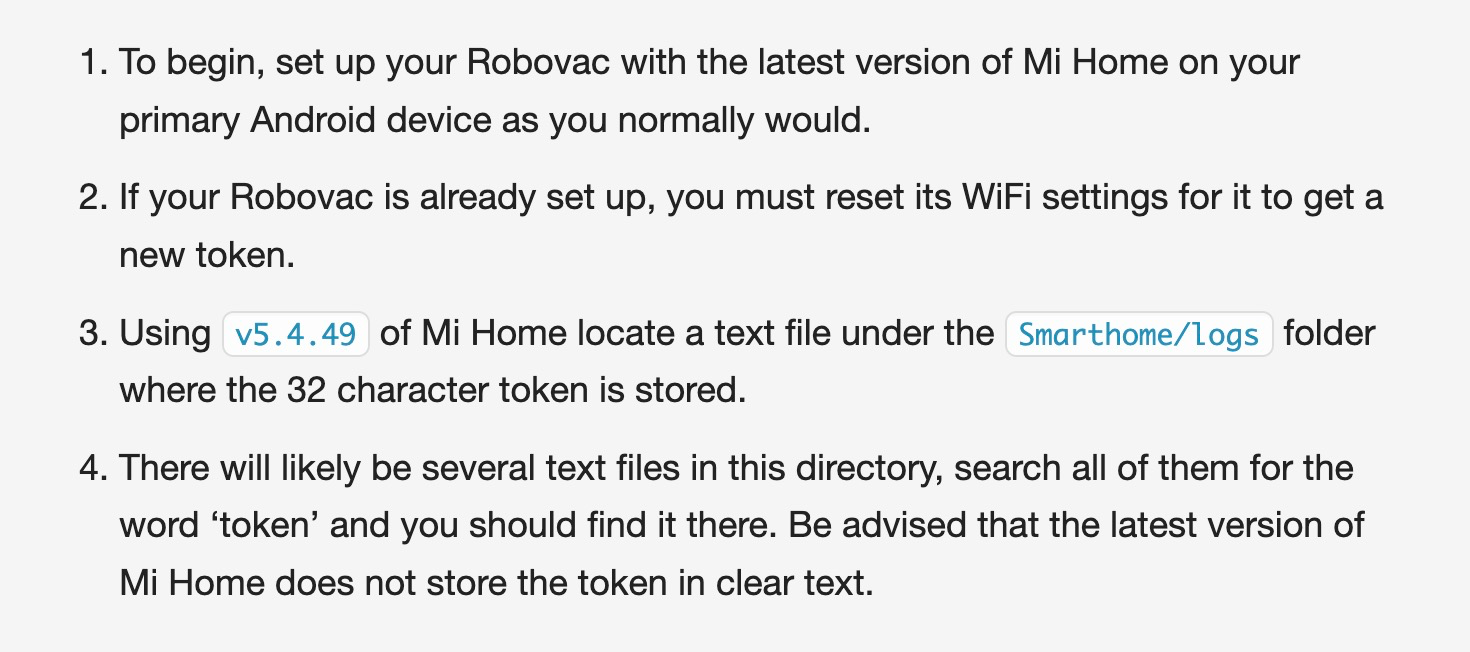 1. To begin, set up your Robovac with the latest version of Mi Home on your
primary Android device as you normally would.
2. If your Robovac is already set up, you must reset its WiFi settings for it to get a
new token.
3. Using v5.4.49 of Mi Home locate a text file under the Smarthome/logs folder
where the 32 character token is stored.
4. There will likely be several text files in this directory, search all of them for the
word ‘token’ and you should find it there. Be advised that the latest version of
Mi Home does not store the token in clear text.